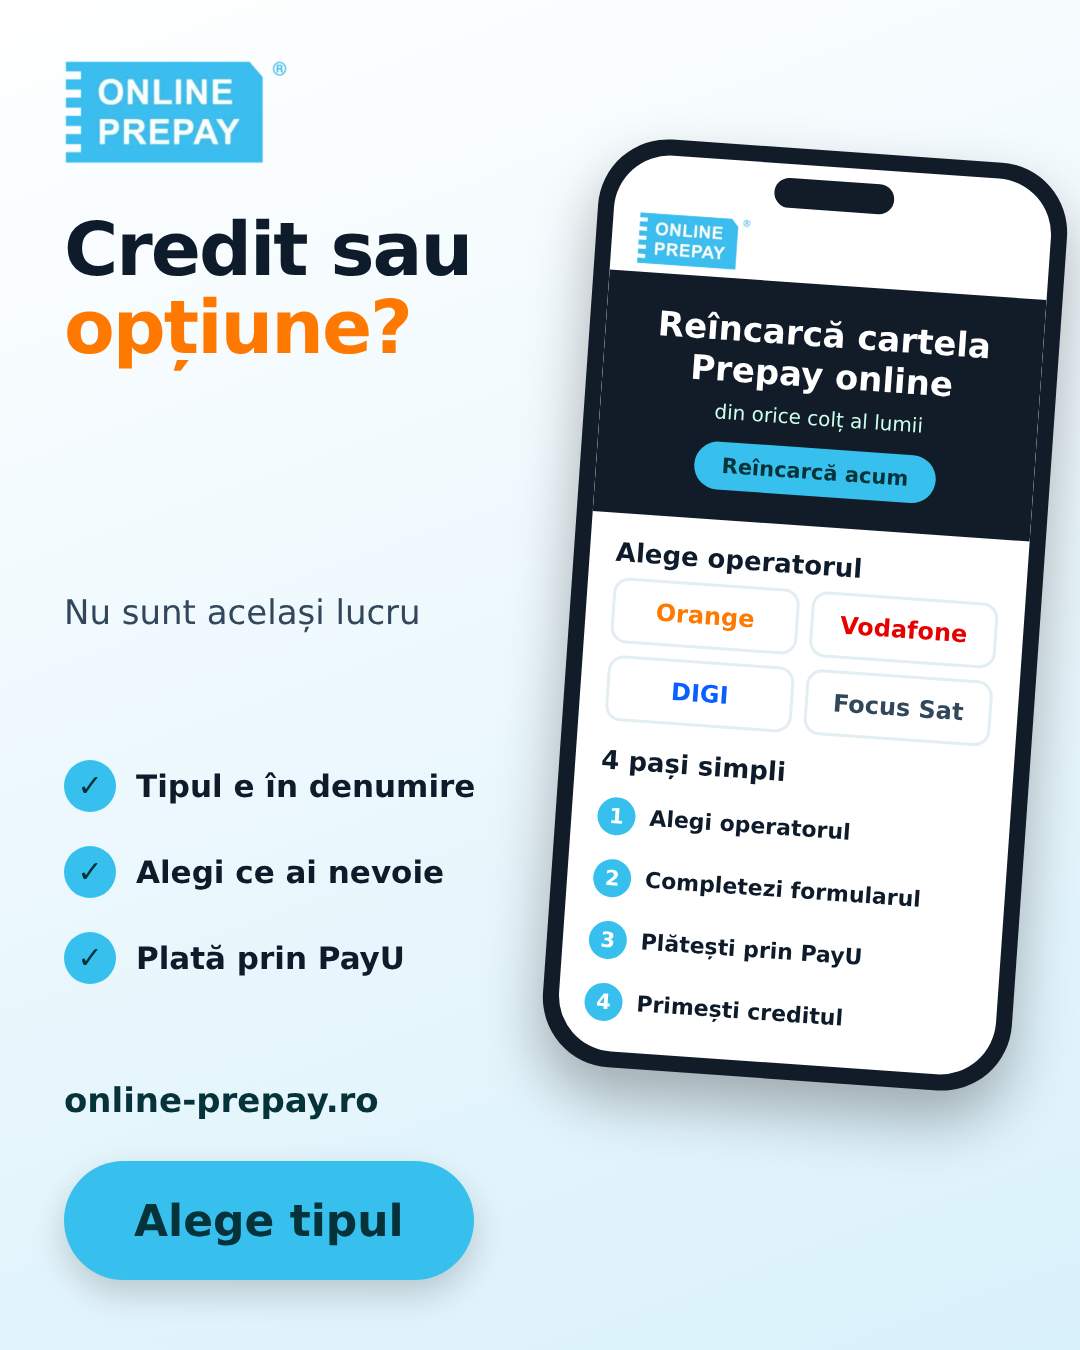 ONLINE
PREPAY
®
Credit sau
opțiune?
Nu sunt același lucru
✓ Tipul e în denumire
✓ Alegi ce ai nevoie
✓ Plată prin PayU
online-prepay.ro
Alege tipul
ONLINE
PREPAY
®
Reîncarcă cartela
Prepay online
din orice colț al lumii
Reîncarcă acum
Alege operatorul
Orange
Vodafone
DIGI
Focus Sat
4 pași simpli
1 Alegi operatorul
2 Completezi formularul
3 Plătești prin PayU
4 Primești creditul